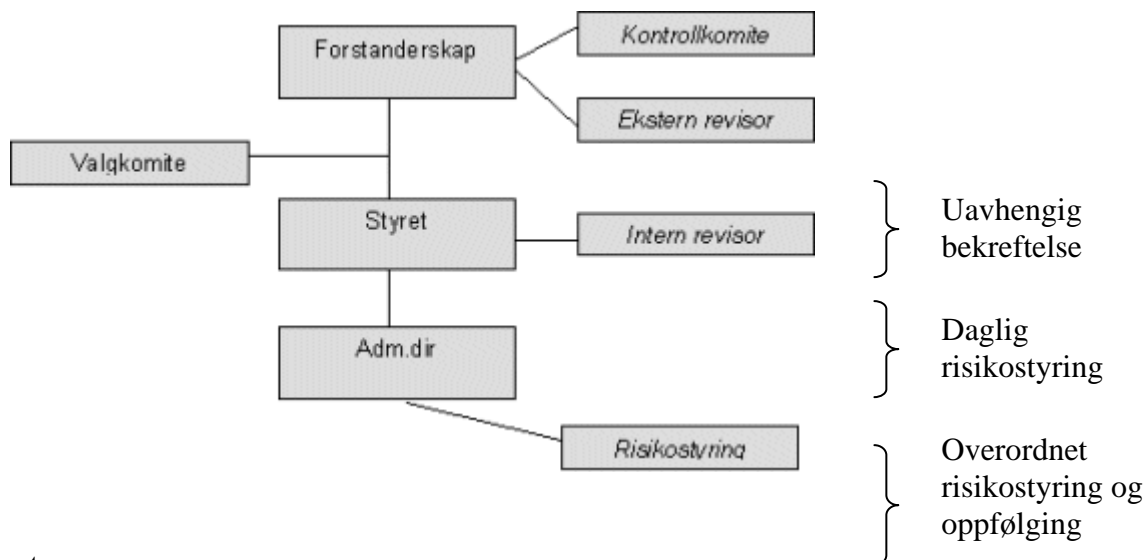 Forstanderskap
Kontrollkomite
Ekstern revisor
Valgkomite
Styret
Intern revisor
Uavhengig
bekreftelse
Adm.dir
Daglig
risikostyring
Risikostyring
Overordnet
risikostyring og
oppfølging